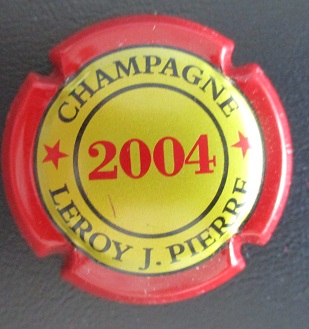 CHAMPAGNE
2004
LEROY J. PIERRE